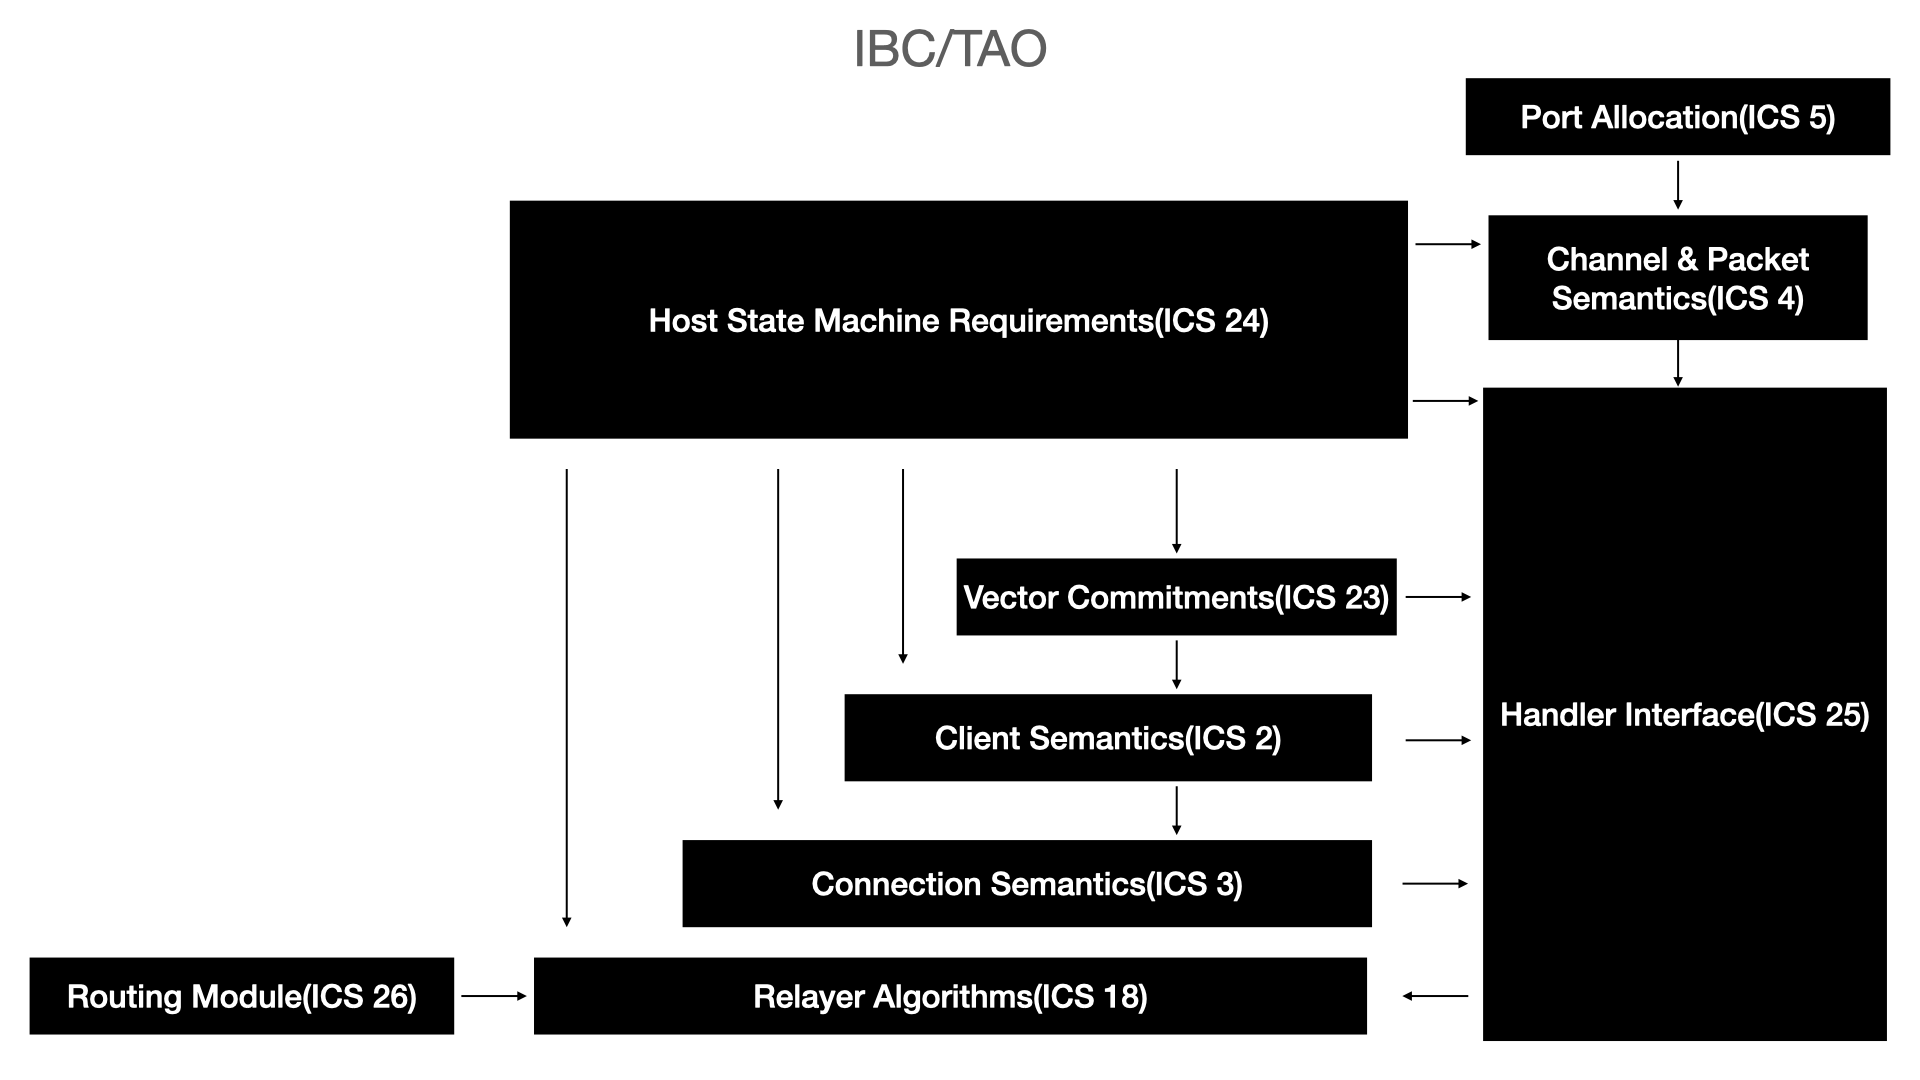 IBC/TAO
Port Allocation(ICS 5)
Channel & Packet
Semantics(ICS 4)
Host State Machine Requirements(ICS 24)
Vector Commitments(ICS 23)
Handler Interface(ICS 25)
Client Semantics(ICS 2)
Connection Semantics(ICS 3)
Routing Module(ICS 26)
Relayer Algorithms(ICS 18)